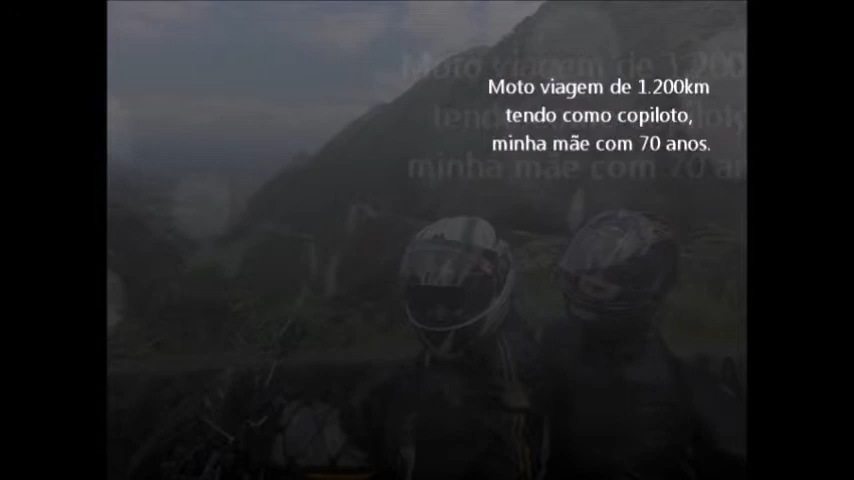 Moto viagem de 1.200km
tendo como copiloto,
minha mãe com 70 anos.